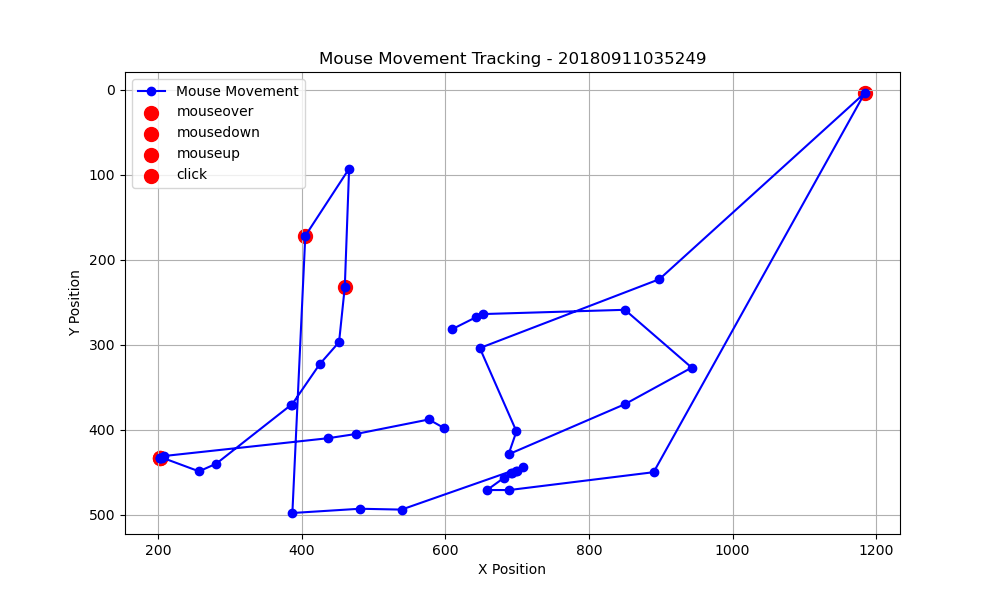 Mouse Movement Tracking - 20180911035249
Mouse Movement
mouseover
mousedown
mouseup
click
0
100
200
300
400
500
Y Position
200
400
600
800
1000
1200
X Position